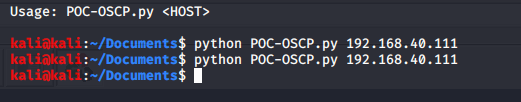 Usage: POC-OSCP.py <HOST>
kali@kali:~/Documents$ python POC-OSCP.py 192.168.40.111
kali@kali:~/Documents$ python POC-OSCP.py 192.168.40.111
kali@kali:~/Documents$